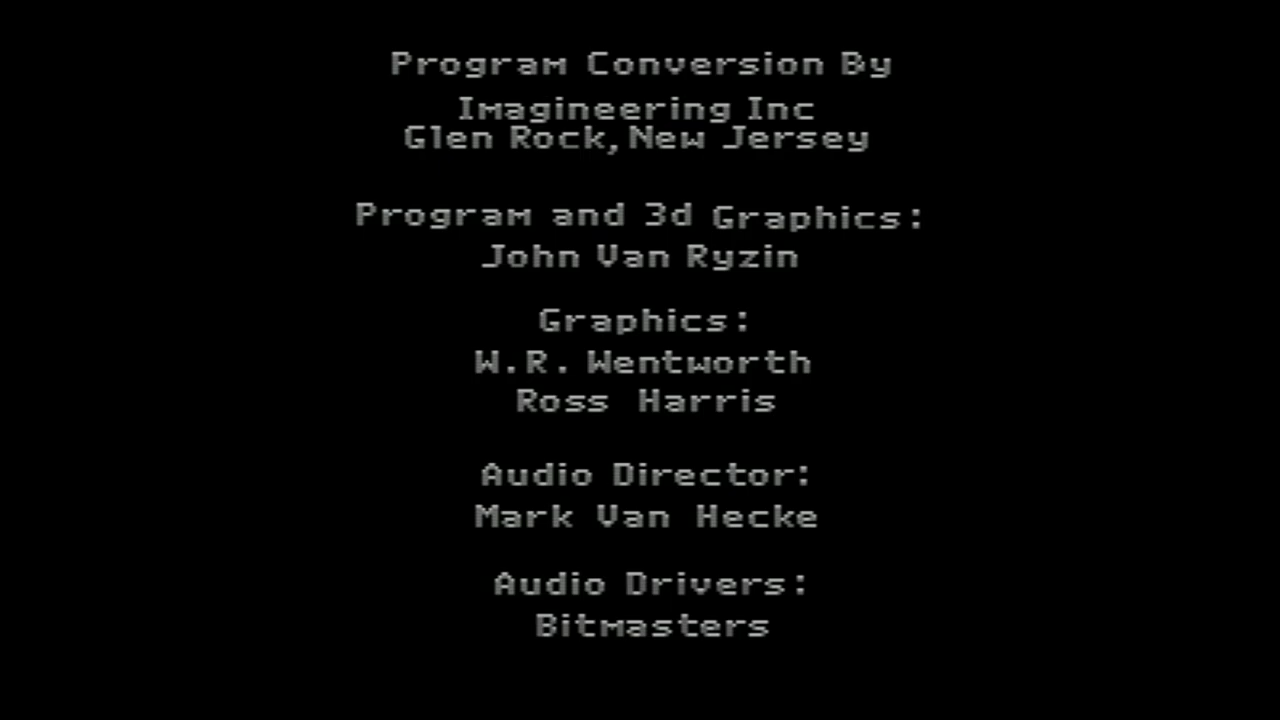 Program Conversion By
Imagineering Inc
Glen Rock, New Jersey
Program and 3d Graphics:
John Van Ryzin
Graphics:
W.R. Wentworth
Ross Harris
Audio Director:
Mark Van Hecke
Audio Drivers:
Bitmasters